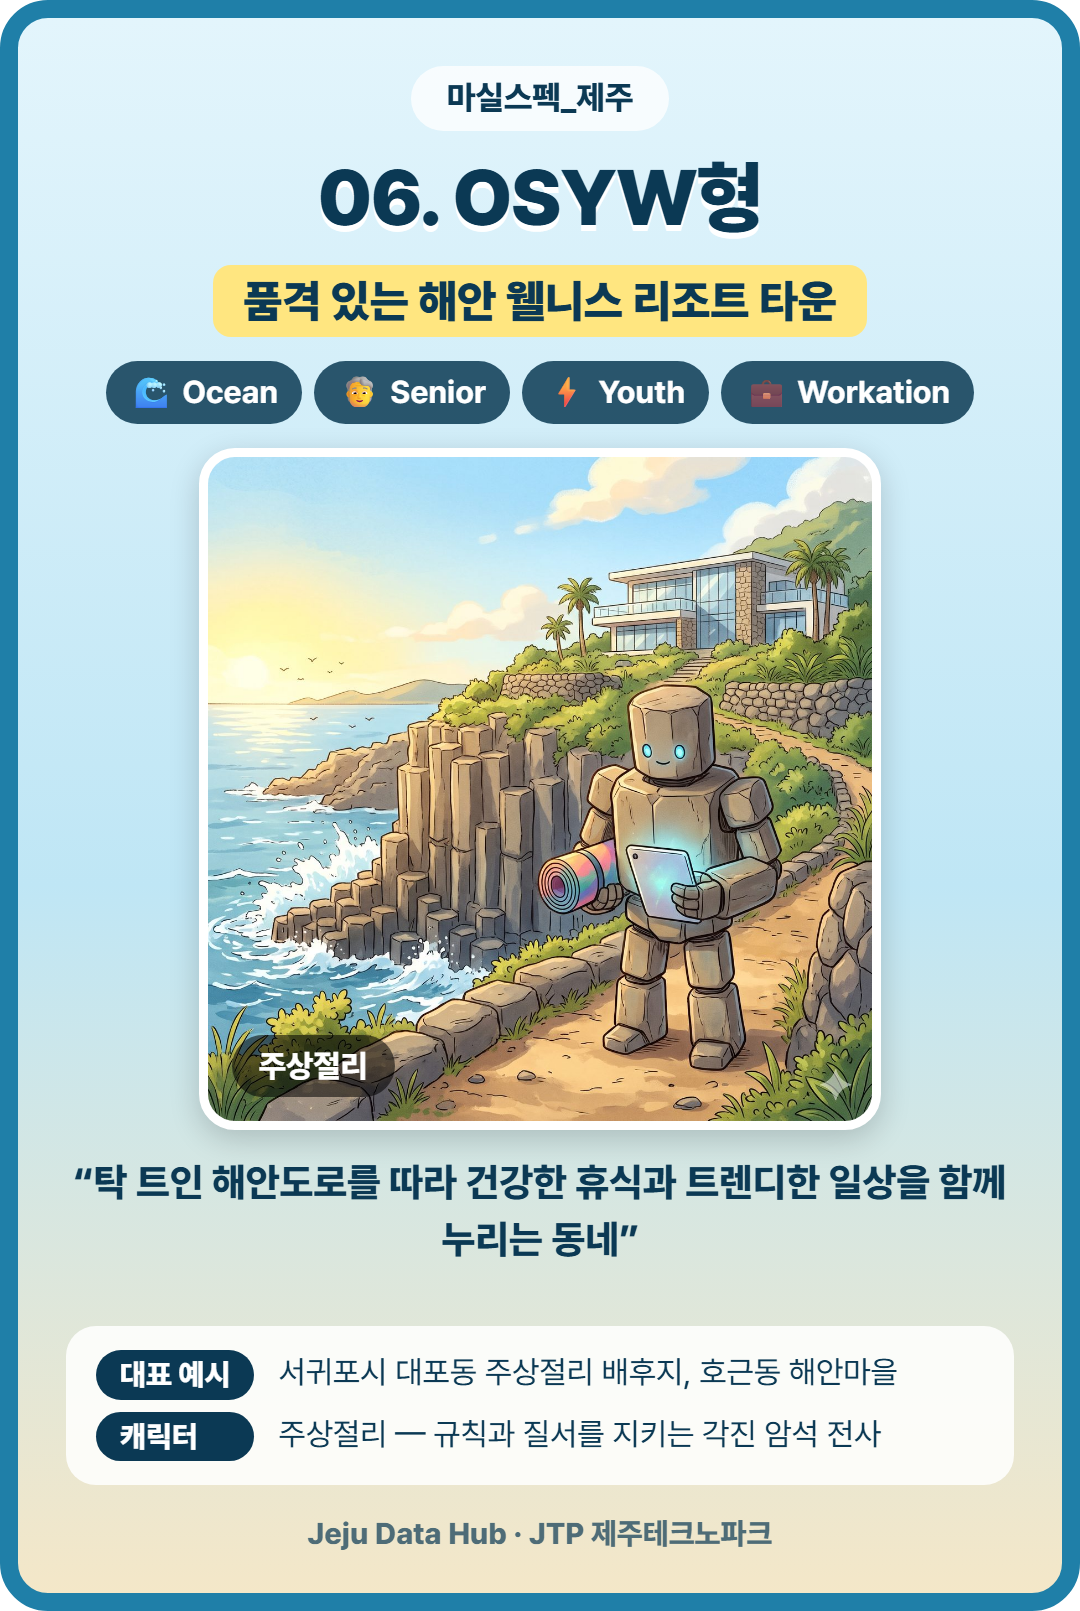 마실스펙_제주
06. OSYW형
품격 있는 해안 웰니스 리조트 타운
Ocean
Senior
Youth
Workation
주상절리
“탁 트인 해안도로를 따라 건강한 휴식과 트렌디한 일상을 함께
누리는 동네”
대표 예시 서귀포시 대포동 주상절리 배후지, 호근동 해안마을
캐릭터 주상절리 — 규칙과 질서를 지키는 각진 암석 전사
Jeju Data Hub · JTP 제주테크노파크